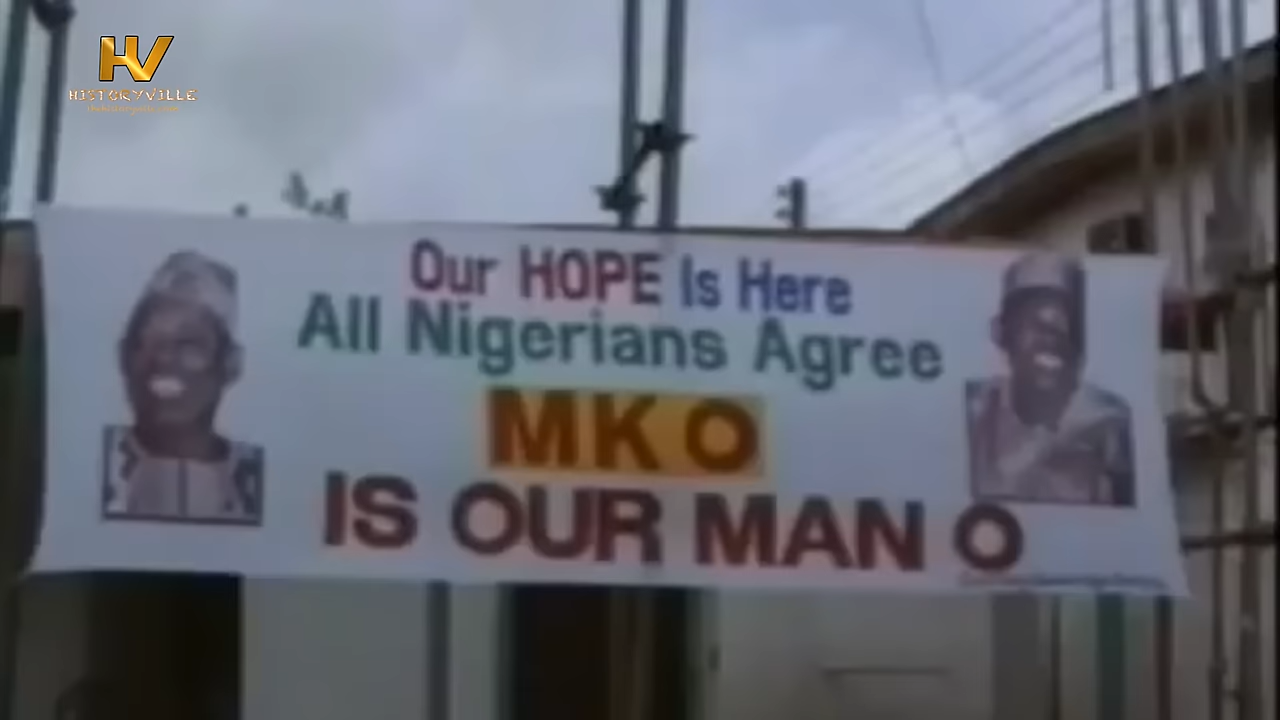 HV
HISTORYVILLE
Our HOPE Is Here
All Nigerians Agree
MKO
IS OUR MAN O